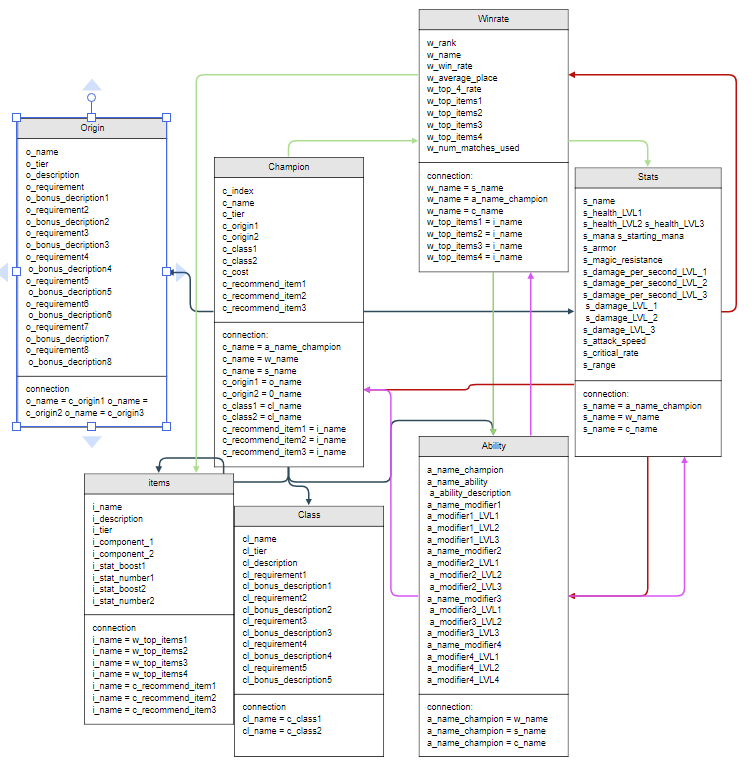 Winrate
w_rank
w_name
w_win_rate
w_average_place
w_top_4_rate
w_top_items1
w_top_items2
w_top_items3
w_top_items4
w_num_matches_used
connection:
w_name = s_name
w_name = a_name_champion
w_name = c_name
w_top_items1 = i_name
w_top_items2 = i_name
w_top_items3 = i_name
w_top_items4 = i_name
Origin
o_name
o_tier
o_description
o_requirement
o_bonus_decription1
o_requirement2
o_bonus_decription2
o_requirement3
o_bonus_decription3
o_requirement4
o_bonus_decription4
o_requirement5
o_bonus_decription5
o_requirement6
o_bonus_decription6
o_requirement7
o_bonus_decription7
o_requirement8
o_bonus_decription8
connection
o_name = c_origin1 o_name =
c_origin2 o_name = c_origin3
Champion
c_index
c_name
c_tier
c_origin1
c_origin2
c_class1
c_class2
c_cost
c_recommend_item1
c_recommend_item2
c_recommend_item3
connection:
c_name = a_name_champion
c_name = w_name
c_name = s_name
c_origin1 = o_name
c_origin2 = 0_name
c_class1 = cl_name
c_class2 = cl_name
c_recommend_item1 = i_name
c_recommend_item2 = i_name
c_recommend_item3 = i_name
Stats
s_name
s_health_LVL1
s_health_LVL2 s_health_LVL3
s_mana s_starting_mana
s_armor
s_magic_resistance
s_damage_per_second_LVL_1
s_damage_per_second_LVL_2
s_damage_per_second_LVL_3
s_damage_LVL_1
s_damage_LVL_2
s_damage_LVL_3
s_attack_speed
s_critical_rate
s_range
connection:
s_name = a_name_champion
s_name = w_name
s_name = c_name
items
i_name
i_description
i_tier
i_component_1
i_component_2
i_stat_boost1
i_stat_number1
i_stat_boost2
i_stat_number2
connection
i_name = w_top_items1
i_name = w_top_items2
i_name = w_top_items3
i_name = w_top_items4
i_name = c_recommend_item1
i_name = c_recommend_item2
i_name = c_recommend_item3
Class
cl_name
cl_tier
cl_description
cl_requirement1
cl_bonus_description1
cl_requirement2
cl_bonus_description2
cl_requirement3
cl_bonus_description3
cl_requirement4
cl_bonus_description4
cl_requirement5
cl_bonus_description5
connection
cl_name = c_class1
cl_name = c_class2
Ability
a_name_champion
a_name_ability
a_ability_description
a_name_modifier1
a_modifier1_LVL1
a_modifier1_LVL2
a_modifier1_LVL3
a_name_modifier2
a_modifier2_LVL1
a_modifier2_LVL2
a_modifier2_LVL3
a_name_modifier3
a_modifier3_LVL1
a_modifier3_LVL2
a_modifier3_LVL3
a_name_modifier4
a_modifier4_LVL1
a_modifier4_LVL2
a_modifier4_LVL4
connection:
a_name_champion = w_name
a_name_champion = s_name
a_name_champion = c_name